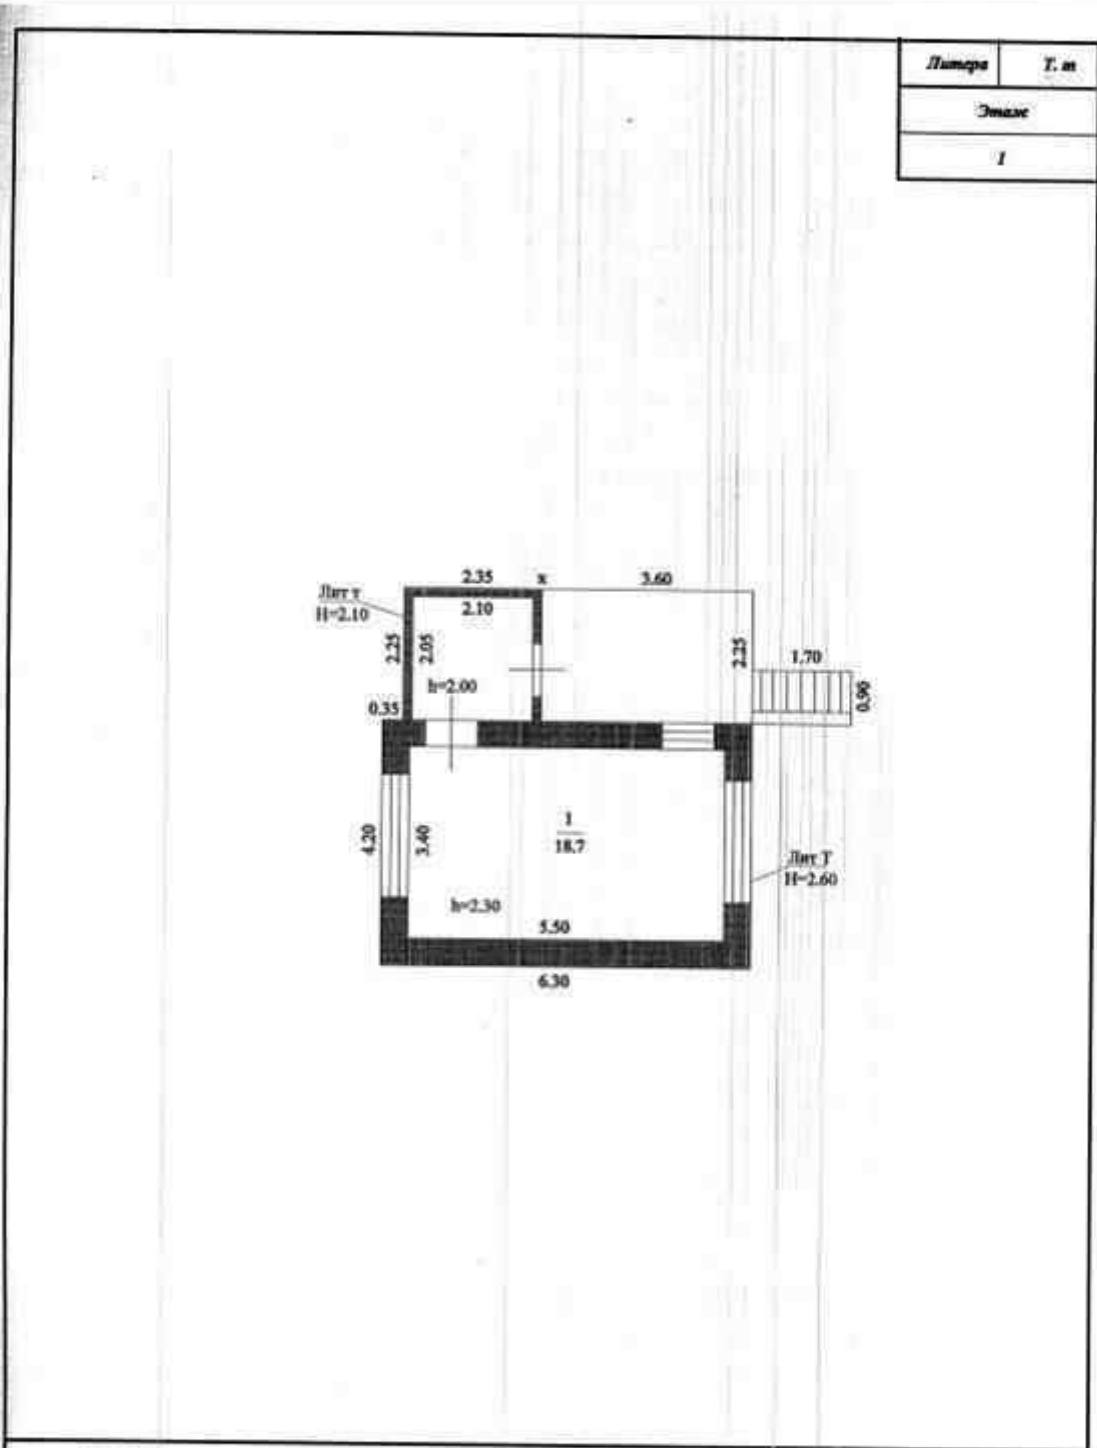 Литера Т. т
Этаж
1
2.35 х 3.60
Лит т
Н=2.10
2.10
2.25
2.05
2.25
1.70
0.90
h=2.00
0.35
4.20
3.40
1
18.7
Лит Т
Н=2.60
h=2.30
5.50
6.30